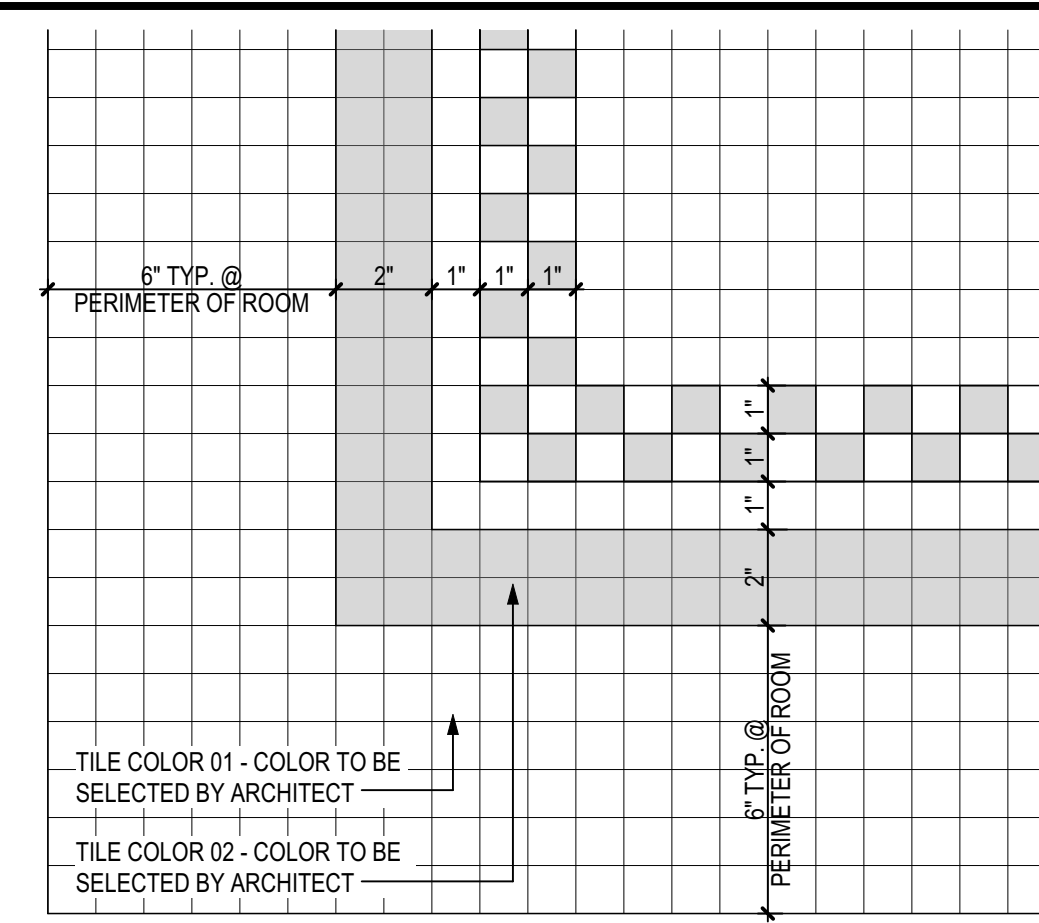 6" TYP. @
PERIMETER OF ROOM
2"
1"
1"
1"
1"
1"
1"
2"
6" TYP. @
PERIMETER OF ROOM
TILE COLOR 01 - COLOR TO BE
SELECTED BY ARCHITECT
TILE COLOR 02 - COLOR TO BE
SELECTED BY ARCHITECT